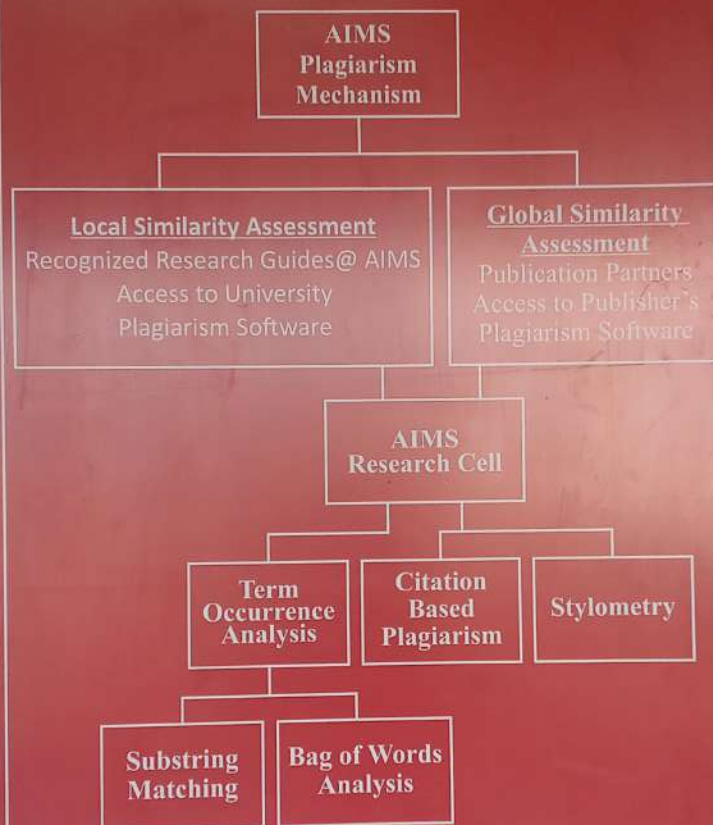 AIMS
Plagiarism
Mechanism
Local Similarity Assessment
Recognized Research Guides@ AIMS
Access to University
Plagiarism Software
Global Similarity
Assessment
Publication Partners
Access to Publisher's
Plagiarism Software
AIMS
Research Cell
Term
Occurrence
Analysis
Citation
Based
Plagiarism
Stylometry
Substring
Matching
Bag of Words
Analysis